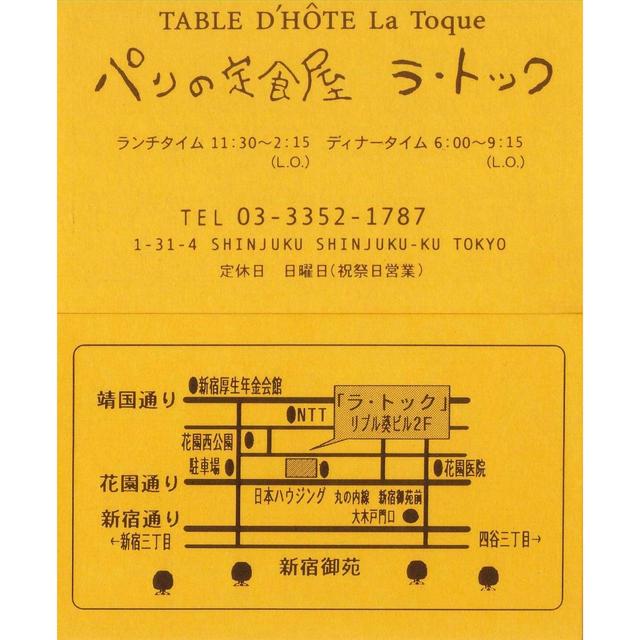 TABLE D'HÔTE La Toque
パリの定食屋 ラ・トック
ランチタイム 11:30～2:15 ディナータイム 6:00～9:15
(L.O.) (L.O.)
TEL 03-3352-1787
1-31-4 SHINJUKU SHINJUKU-KU TOKYO
定休日 日曜日(祝祭日営業)
靖国通り
●新宿厚生年金会館
●NTT
「ラ・トック」
リブル葵ビル2F
花園西公園
駐車場
花園医院
花園通り
日本ハウジング
丸の内線 新宿御苑前
大木戸門口
新宿通り
←新宿三丁目
四谷三丁目→
新宿御苑